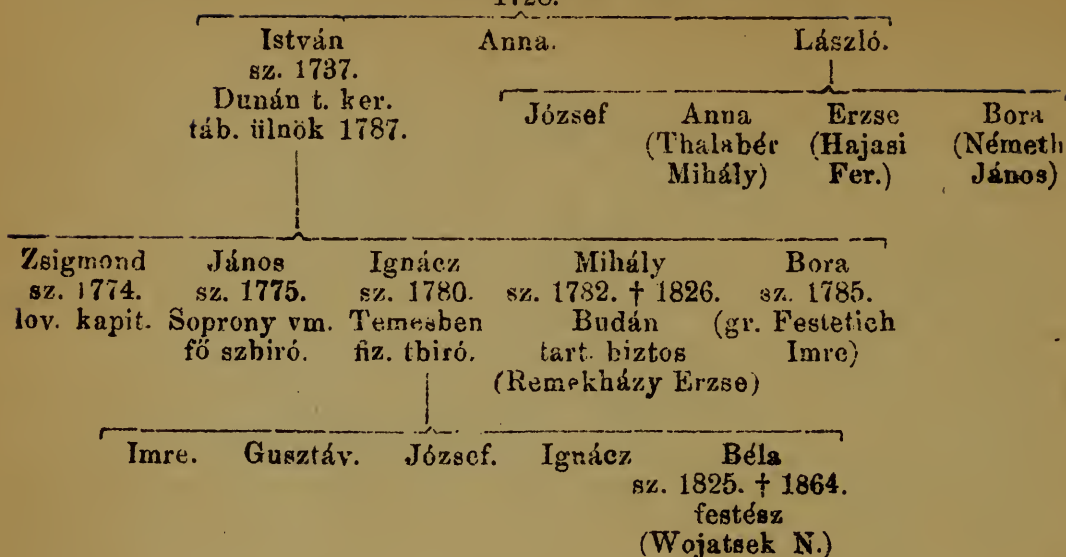 István Anna. László.
sz. 1737.
Dunán t. ker.
táb. ülnök 1787.
József Anna Erzse Bora
(Thalabér (Hajasi (Németh
Mihály) Fer.) János)
Zsigmond János Ignácz Mihály Bora
sz. 1774. sz. 1775. sz. 1780. sz. 1782. † 1826. sz. 1785.
lov. kapit. Soprony vm. Temesben Budán (gr. Festetich
fő szbiró. fiz. tbiró. tart. biztos Imre)
(Remekházy Erzse)
Imre. Gusztáv. József. Ignácz Béla
sz. 1825. † 1864.
festész
(Wojatsek N.)